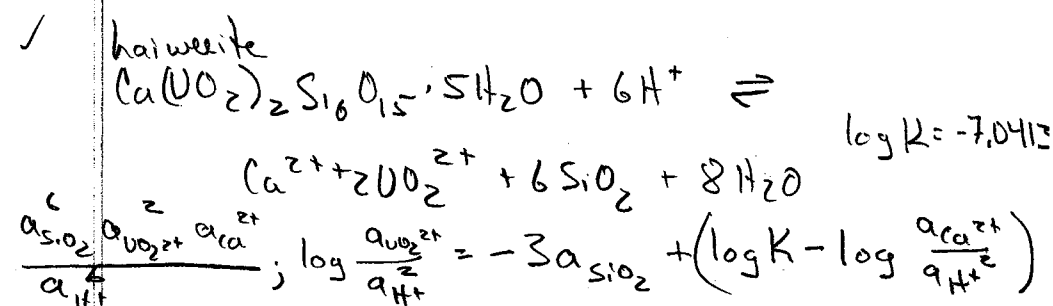 ✓ haiweeite
Ca(UO₂)₂Si₆O₁₅·5H₂O + 6H⁺ ⇌
log K = -7.041
Ca²⁺ + 2UO₂²⁺ + 6SiO₂ + 8H₂O
a⁶SiO₂ a²UO₂²⁺ aCa²⁺ / a⁶H⁺ ; log aUO₂²⁺ / a²H⁺ = -3aSiO₂ + (log K - log aCa²⁺ / a²H⁺)